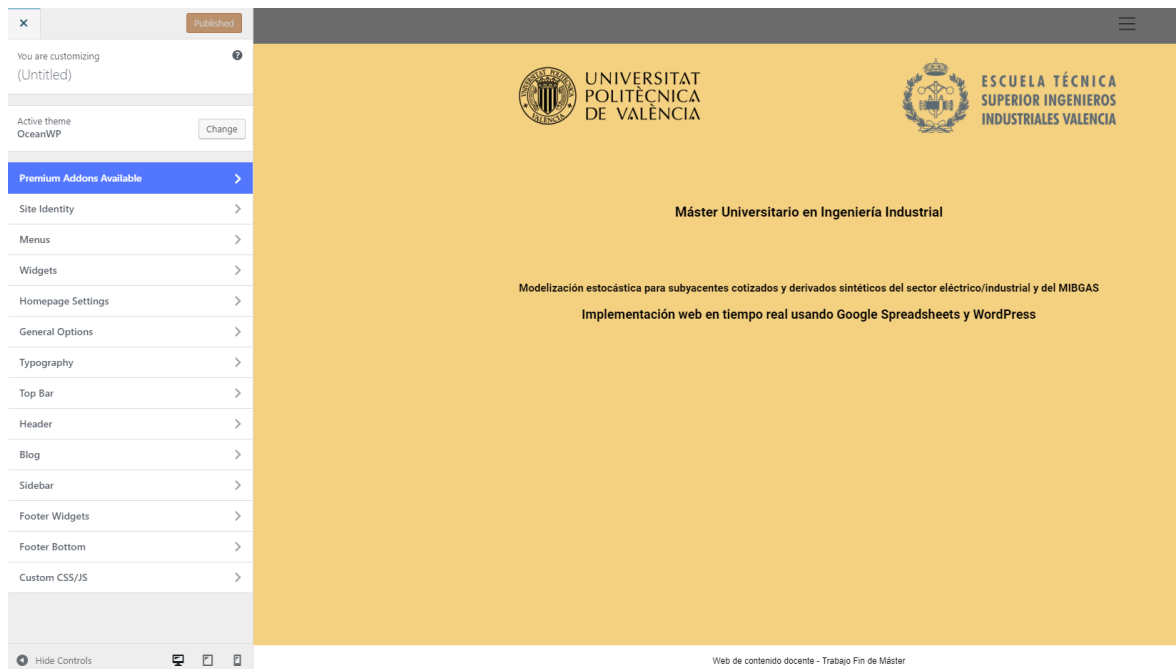 Published
You are customizing
(Untitled)
Active theme
OceanWP
Change
Premium Addons Available
Site Identity
Menus
Widgets
Homepage Settings
General Options
Typography
Top Bar
Header
Blog
Sidebar
Footer Widgets
Footer Bottom
Custom CSS/JS
Hide Controls
UNIVERSITAT
POLITÈCNICA
DE VALÈNCIA
ESCUELA TÉCNICA
SUPERIOR INGENIEROS
INDUSTRIALES VALENCIA
Máster Universitario en Ingeniería Industrial
Modelización estocástica para subyacentes cotizados y derivados sintéticos del sector eléctrico/industrial y del MIBGAS
Implementación web en tiempo real usando Google Spreadsheets y WordPress
Web de contenido docente - Trabajo Fin de Máster